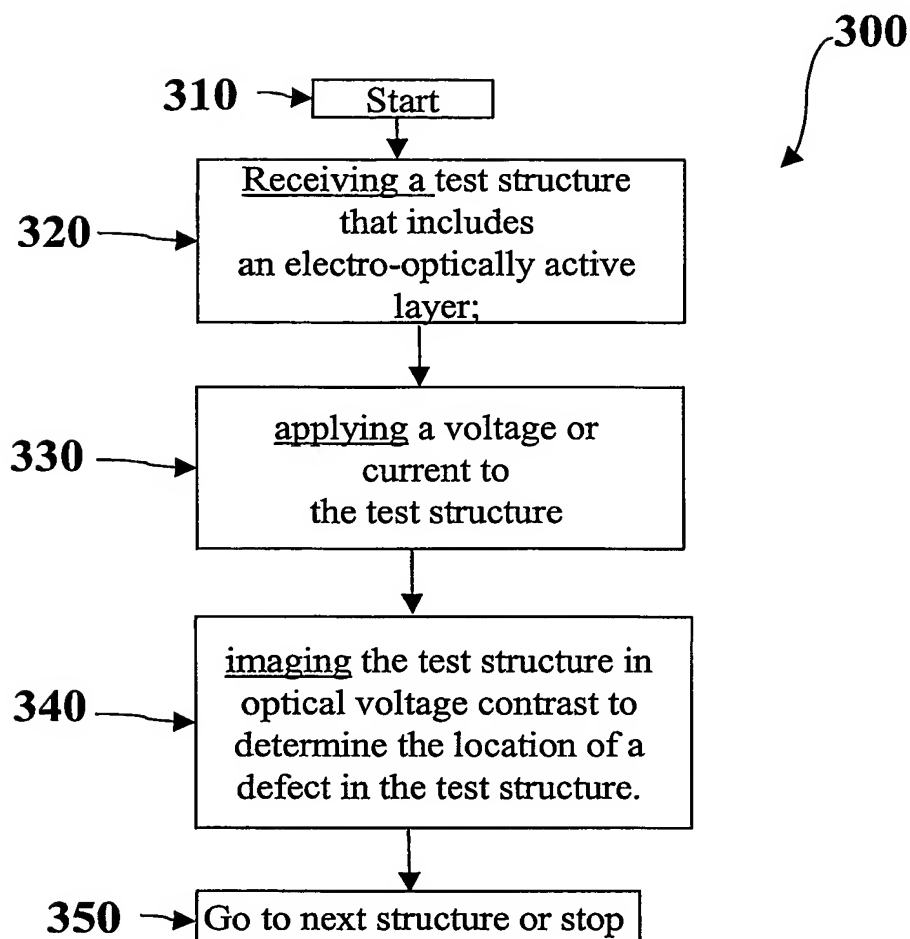 300
310
Start
320
Receiving a test structure
that includes
an electro-optically active
layer;
330
applying a voltage or
current to
the test structure
340
imaging the test structure in
optical voltage contrast to
determine the location of a
defect in the test structure.
350
Go to next structure or stop